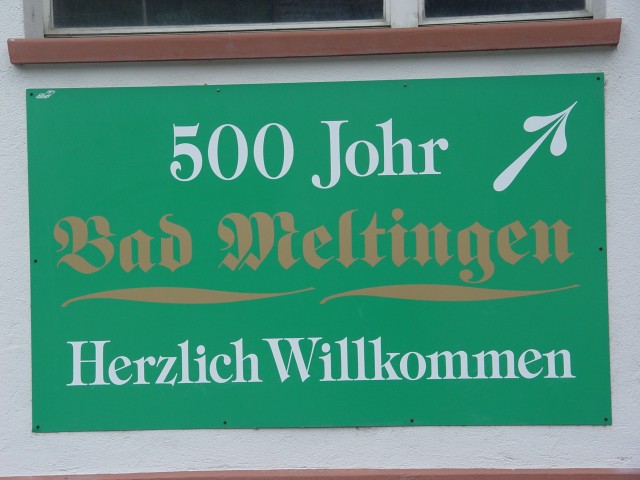 500 Johr
Bad Meltingen
Herzlich Willkommen